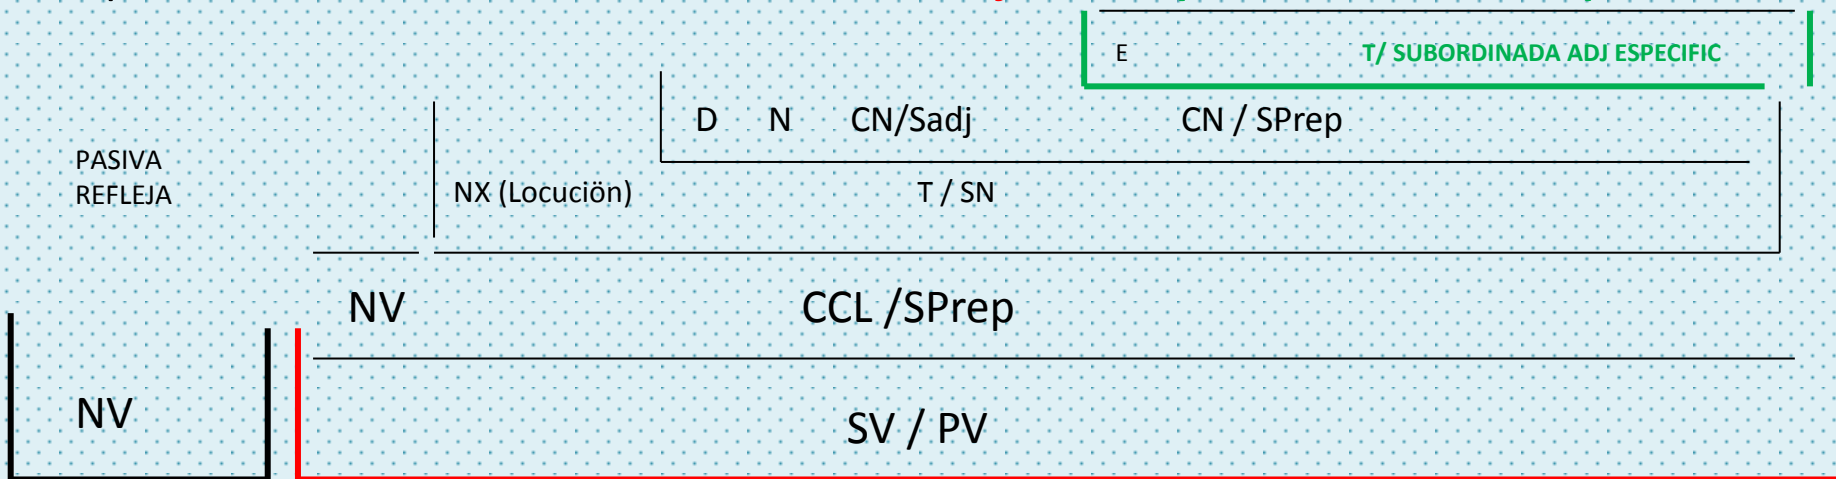 E T/ SUBORDINADA ADJ ESPECIFIC
D N CN/Sadj CN / SPrep
PASIVA
REFLEJA
NX (Locuciön) T / SN
NV CCL /SPrep
NV
SV / PV